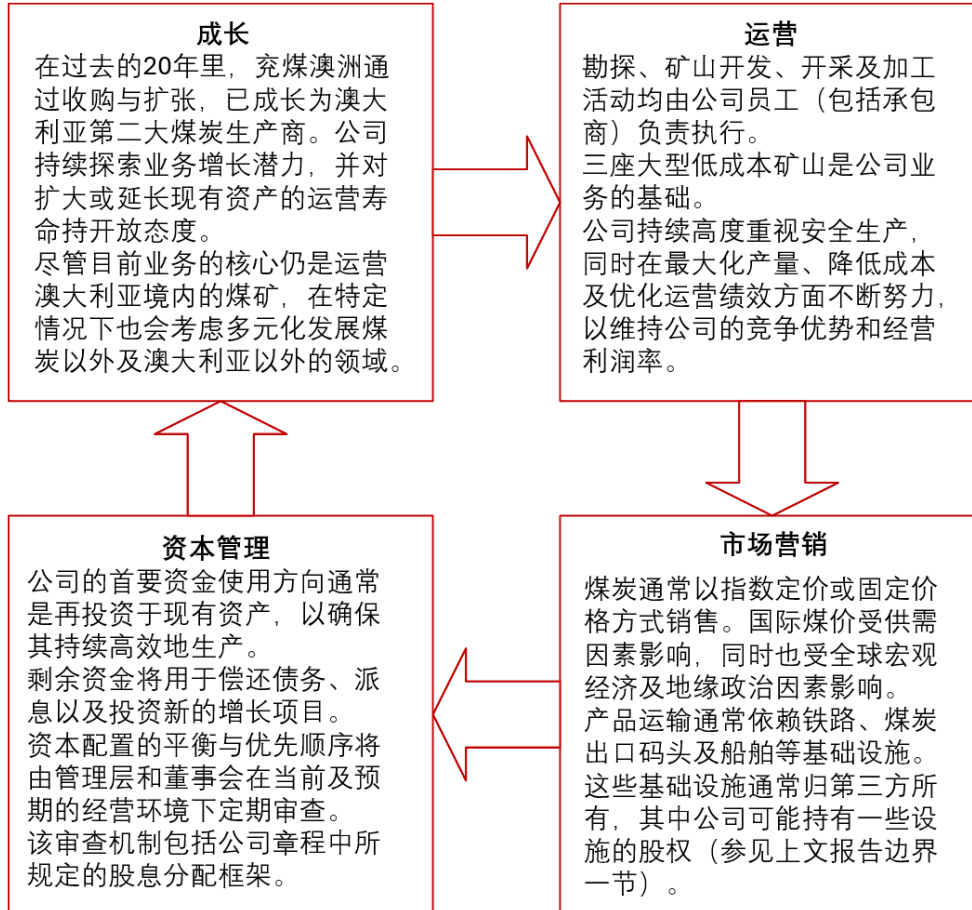 成长
在过去的20年里，兖煤澳洲通
过收购与扩张，已成长为澳大
利亚第二大煤炭生产商。公司
持续探索业务增长潜力，并对
扩大或延长现有资产的运营寿
命持开放态度。
尽管目前业务的核心仍是运营
澳大利亚境内的煤矿，在特定
情况下也会考虑多元化发展煤
炭以外及澳大利亚以外的领域。
运营
勘探、矿山开发、开采及加工
活动均由公司员工（包括承包
商）负责执行。
三座大型低成本矿山是公司业
务的基础。
公司持续高度重视安全生产，
同时在最大化产量、降低成本
及优化运营绩效方面不断努力，
以维持公司的竞争优势和经营
利润率。
资本管理
公司的首要资金使用方向通常
是再投资于现有资产，以确保
其持续高效地生产。
剩余资金将用于偿还债务、派
息以及投资新的增长项目。
资本配置的平衡与优先顺序将
由管理层和董事会在当前及预
期的经营环境下定期审查。
该审查机制包括公司章程中所
规定的股息分配框架。
市场营销
煤炭通常以指数定价或固定价
格方式销售。国际煤价受供需
因素影响，同时也受全球宏观
经济及地缘政治因素影响。
产品运输通常依赖铁路、煤炭
出口码头及船舶等基础设施。
这些基础设施通常归第三方所
有，其中公司可能持有一些设
施的股权（参见上文报告边界
一节）。